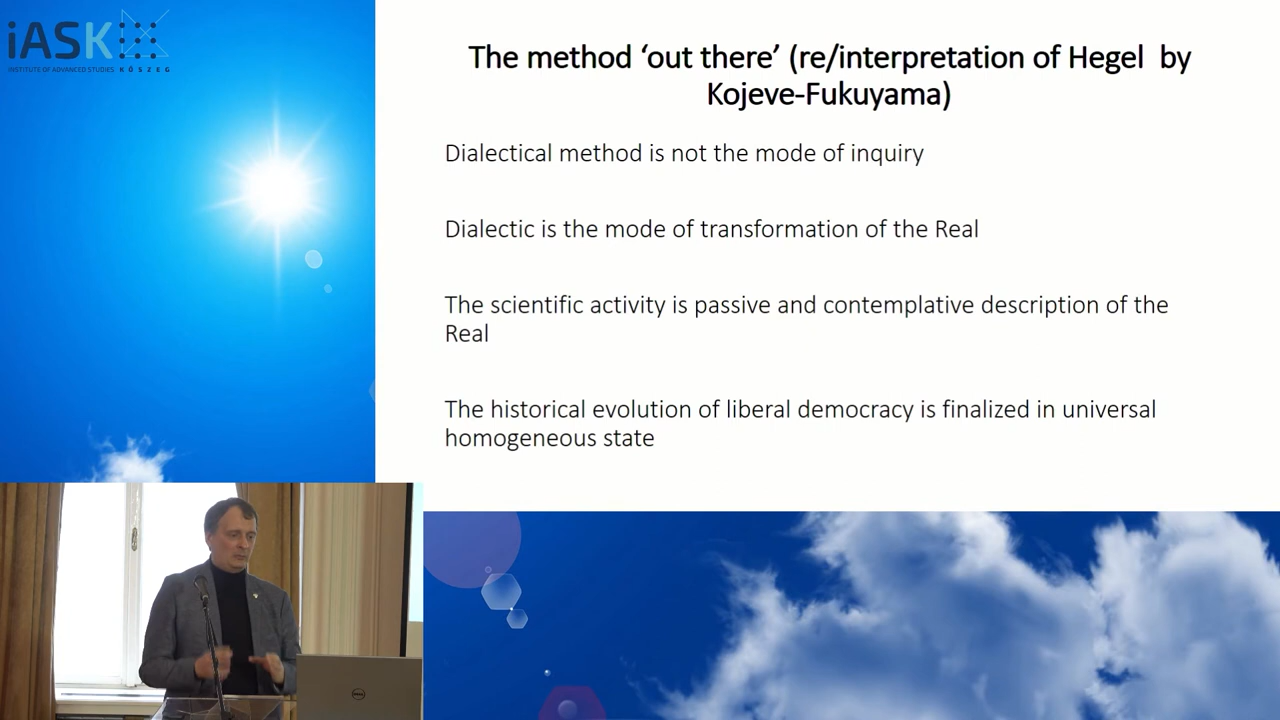 iASK
INSTITUTE OF ADVANCED STUDIES KŐSZEG
The method ‘out there’ (re/interpretation of Hegel by
Kojeve-Fukuyama)
Dialectical method is not the mode of inquiry
Dialectic is the mode of transformation of the Real
The scientific activity is passive and contemplative description of the
Real
The historical evolution of liberal democracy is finalized in universal
homogeneous state
DELL